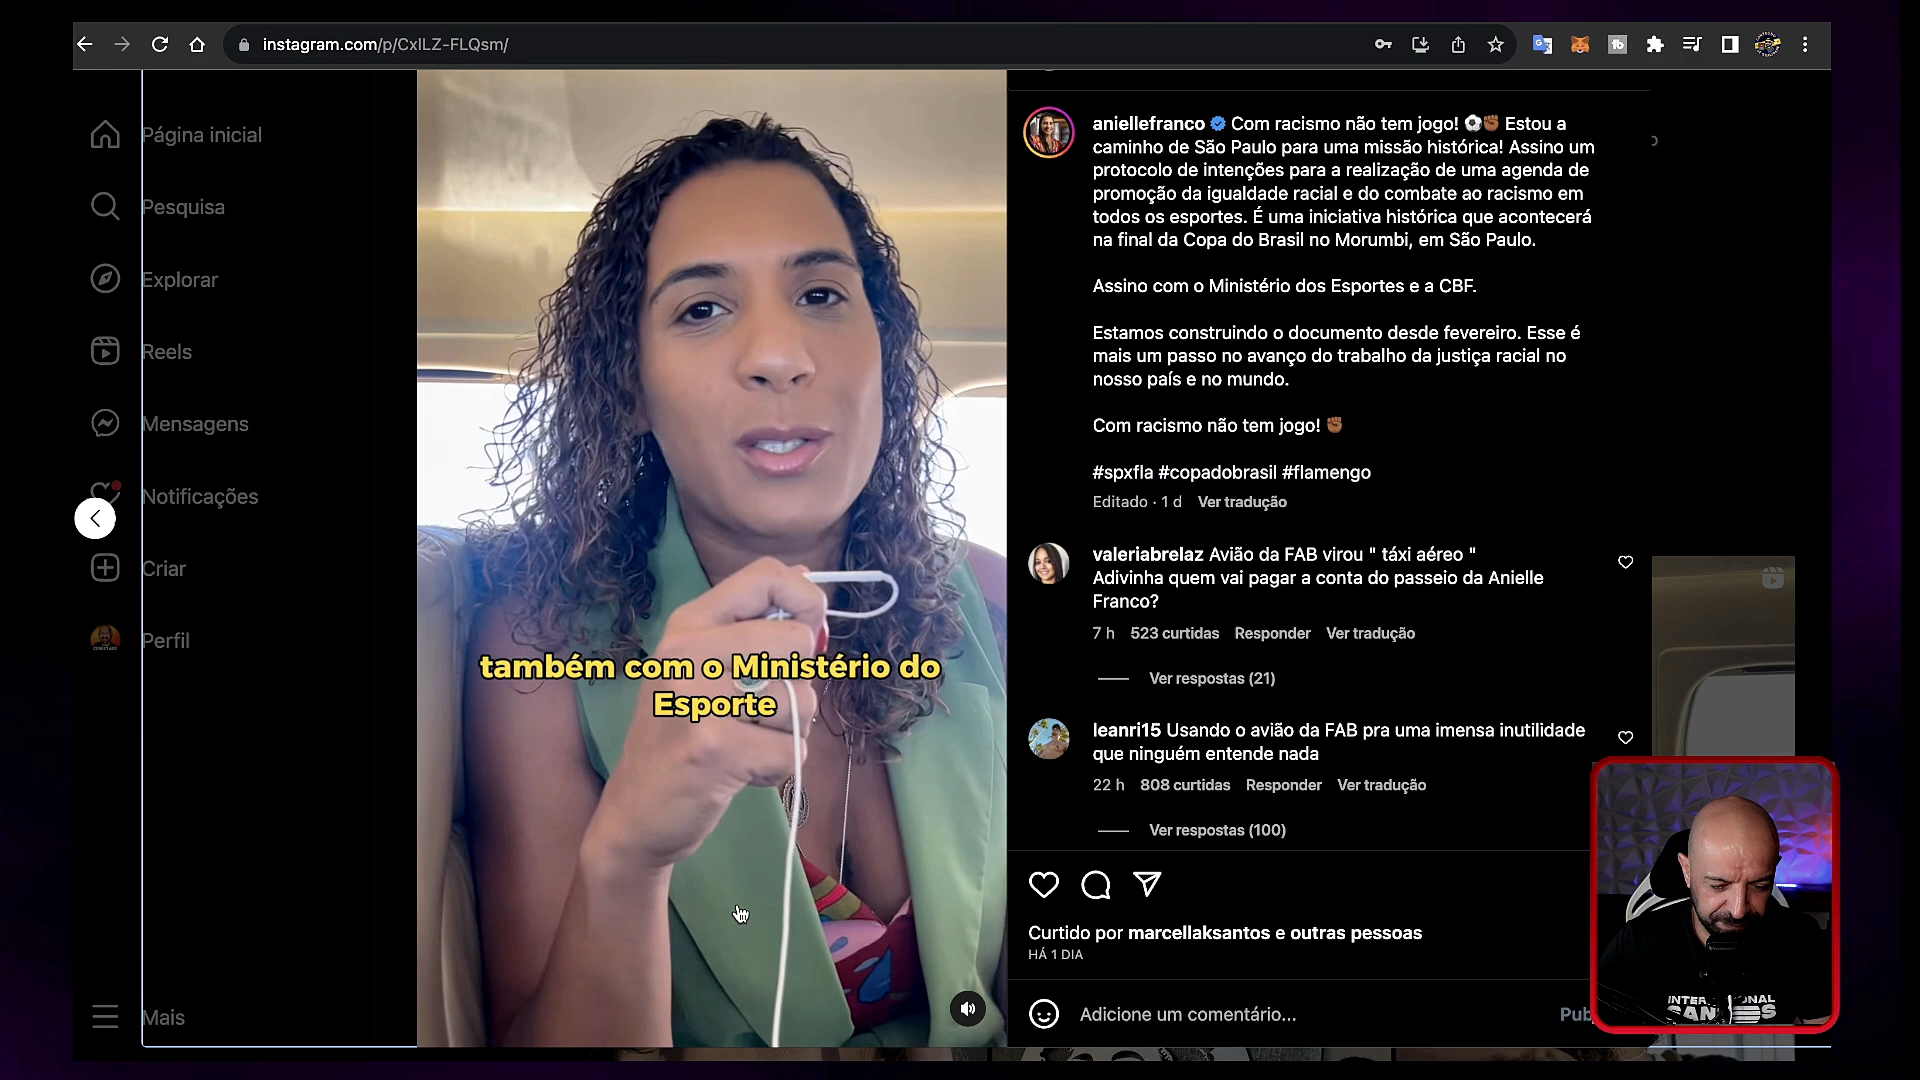 instagram.com/p/CxlLZ-FLQsm/
Página inicial
Pesquisa
Explorar
Reels
Mensagens
Notificações
Criar
Perfil
Mais
também com o Ministério do
Esporte
aniellefranco Com racismo não tem jogo! ⚽✊🏾 Estou a
caminho de São Paulo para uma missão histórica! Assino um
protocolo de intenções para a realização de uma agenda de
promoção da igualdade racial e do combate ao racismo em
todos os esportes. É uma iniciativa histórica que acontecerá
na final da Copa do Brasil no Morumbi, em São Paulo.
Assino com o Ministério dos Esportes e a CBF.
Estamos construindo o documento desde fevereiro. Esse é
mais um passo no avanço do trabalho da justiça racial no
nosso país e no mundo.
Com racismo não tem jogo! ✊🏾
#spxfla #copadobrasil #flamengo
Editado · 1 d Ver tradução
valeriabrelaz Avião da FAB virou " táxi aéreo "
Adivinha quem vai pagar a conta do passeio da Anielle
Franco?
7 h 523 curtidas Responder Ver tradução
Ver respostas (21)
leanri15 Usando o avião da FAB pra uma imensa inutilidade
que ninguém entende nada
22 h 808 curtidas Responder Ver tradução
Ver respostas (100)
Curtido por marcellaksantos e outras pessoas
HÁ 1 DIA
Adicione um comentário...
Pub